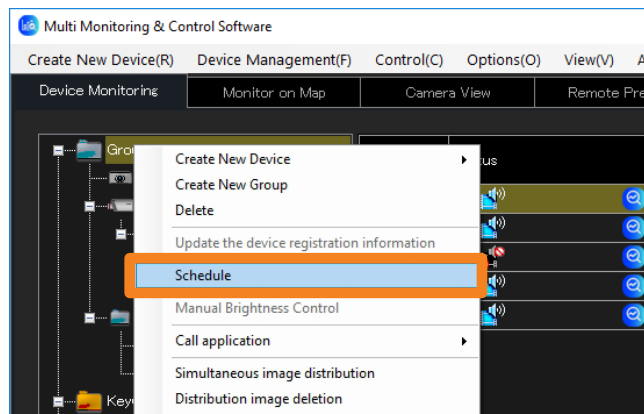 Multi Monitoring & Control Software
Create New Device(R) Device Management(F) Control(C) Options(O) View(V)
Device Monitoring Monitor on Map Camera View Remote Pre
Create New Device
Create New Group
Delete
Update the device registration information
Schedule
Manual Brightness Control
Call application
Simultaneous image distribution
Distribution image deletion